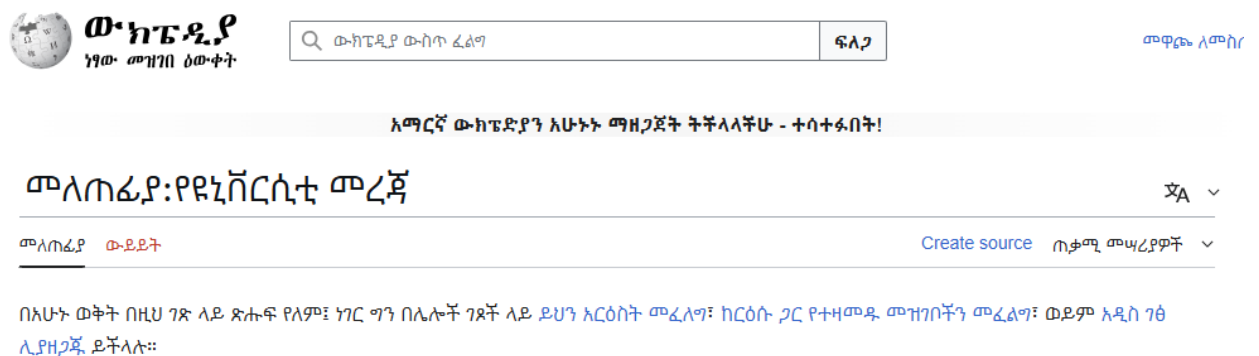 ውክፔዲያ
ነፃው መዝገበ ዕውቀት
ውክፔዲያ ውስጥ ፈልግ
ፍለጋ
መዋጮ ለመስጠ
አማርኛ ውክፔድያን አሁኑኑ ማዘጋጀት ትችላላችሁ - ተሳተፉበት!
መለጠፊያ:የዩኒቨርሲቲ መረጃ
መለጠፊያ ውይይት Create source ጠቃሚ መሣሪያዎች
በአሁኑ ወቅት በዚህ ገጽ ላይ ጽሑፍ የለም፤ ነገር ግን በሌሎች ገጾች ላይ ይህን አርዕስት መፈለግ፣ ከርዕሱ ጋር የተዛመዱ መዝገቦችን መፈልግ፣ ወይም አዲስ ገፅ
ሊያዘጋጁ ይችላሉ።